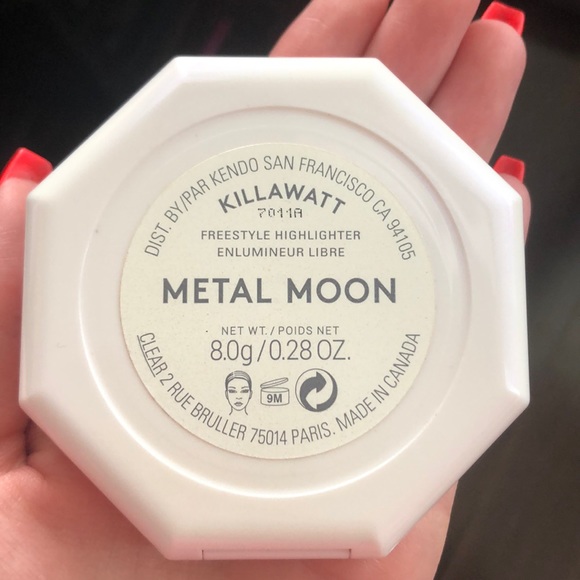 DIST. BY/PAR KENDO SAN FRANCISCO CA 94105
KILLAWATT
7011A
FREESTYLE HIGHLIGHTER
ENLUMINEUR LIBRE
METAL MOON
NET WT. / POIDS NET
8.0g/0.28 OZ.
9M
CLEAR 2 RUE BRULLER 75014 PARIS. MADE IN CANADA